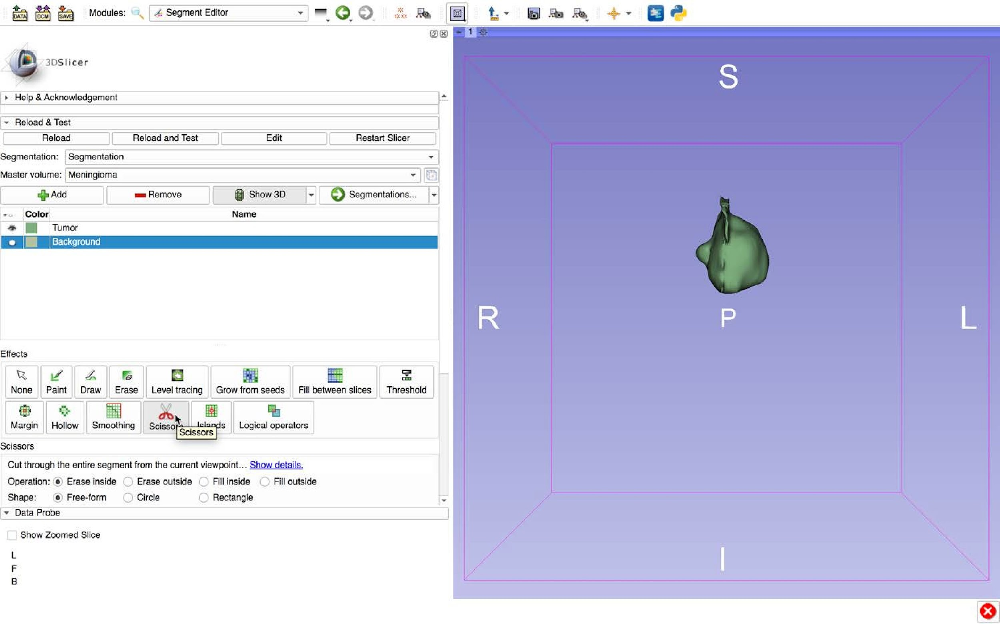 DATA DCM SAVE Modules: Segment Editor
1
3DSlicer
Help & Acknowledgement
Reload & Test
Reload Reload and Test Edit Restart Slicer
Segmentation: Segmentation
Master volume: Meningioma
Add Remove Show 3D Segmentations...
Color Name
Tumor
Background
Effects
None Paint Draw Erase Level tracing Grow from seeds Fill between slices Threshold
Margin Hollow Smoothing Scissors Islands Logical operators
Scissors
Scissors
Cut through the entire segment from the current viewpoint... Show details.
Operation: Erase inside Erase outside Fill inside Fill outside
Shape: Free-form Circle Rectangle
Data Probe
Show Zoomed Slice
L
F
B
S
R P L
I